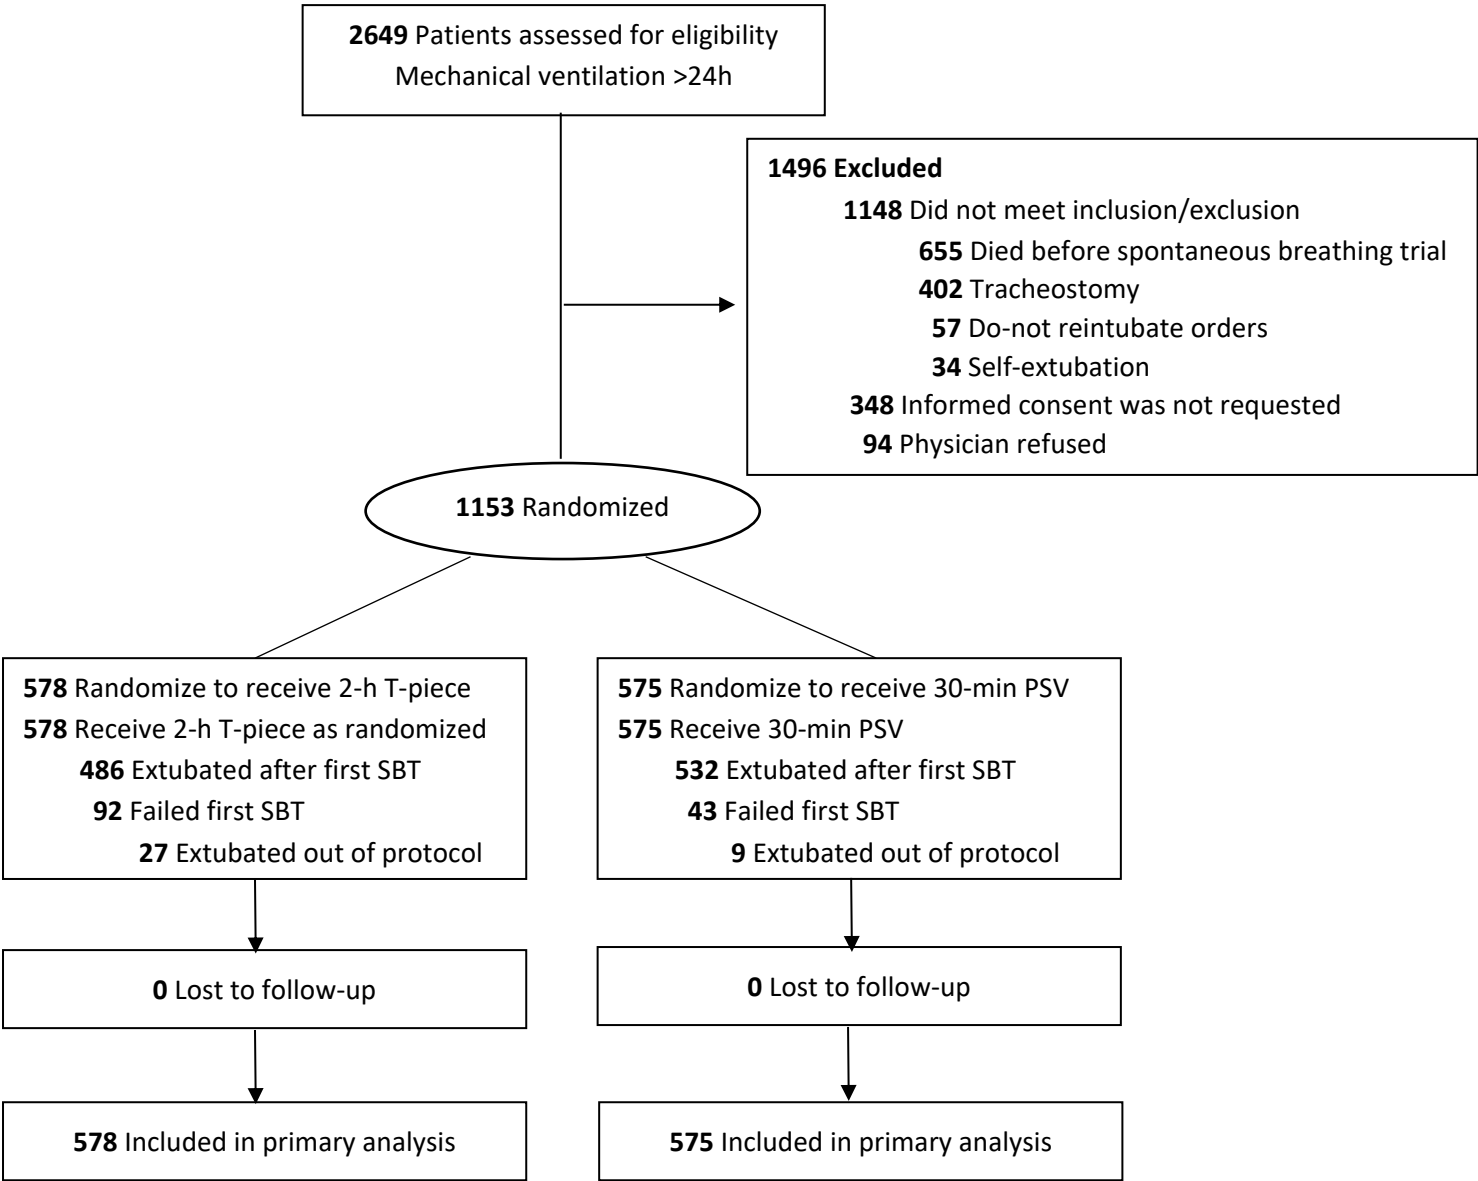 2649 Patients assessed for eligibility
Mechanical ventilation >24h
1496 Excluded
1148 Did not meet inclusion/exclusion
655 Died before spontaneous breathing trial
402 Tracheostomy
57 Do-not reintubate orders
34 Self-extubation
348 Informed consent was not requested
94 Physician refused
1153 Randomized
578 Randomize to receive 2-h T-piece
578 Receive 2-h T-piece as randomized
486 Extubated after first SBT
92 Failed first SBT
27 Extubated out of protocol
575 Randomize to receive 30-min PSV
575 Receive 30-min PSV
532 Extubated after first SBT
43 Failed first SBT
9 Extubated out of protocol
0 Lost to follow-up
0 Lost to follow-up
578 Included in primary analysis
575 Included in primary analysis